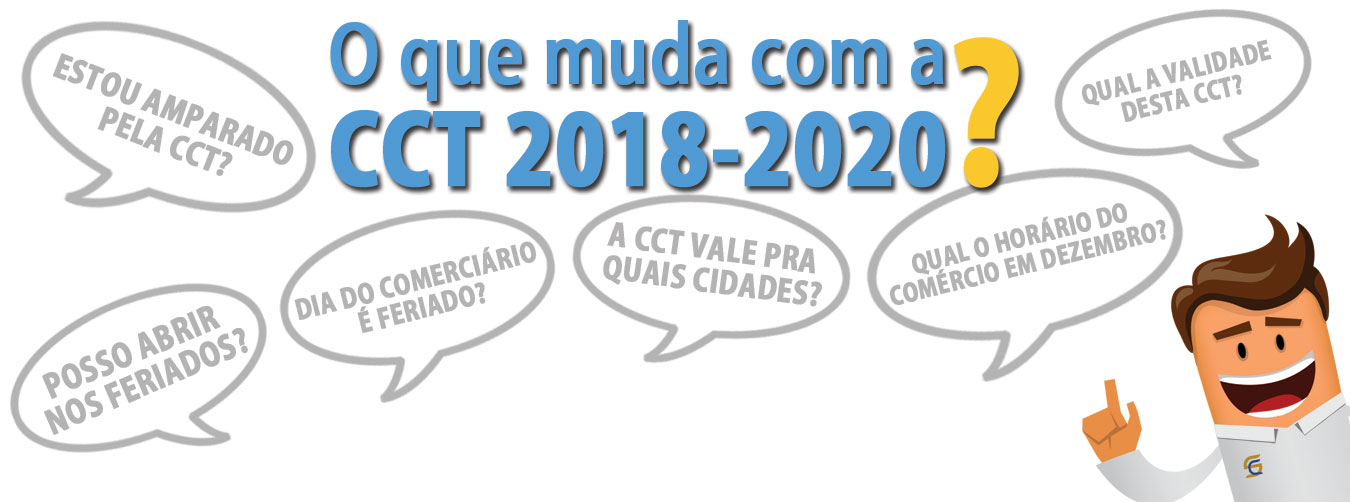 O que muda com a
CCT 2018-2020?
ESTOU AMPARADO
PELA CCT?
QUAL A VALIDADE
DESTA CCT?
DIA DO COMERCIÁRIO
É FERIADO?
A CCT VALE PRA
QUAIS CIDADES?
QUAL O HORÁRIO DO
COMÉRCIO EM DEZEMBRO?
POSSO ABRIR
NOS FERIADOS?